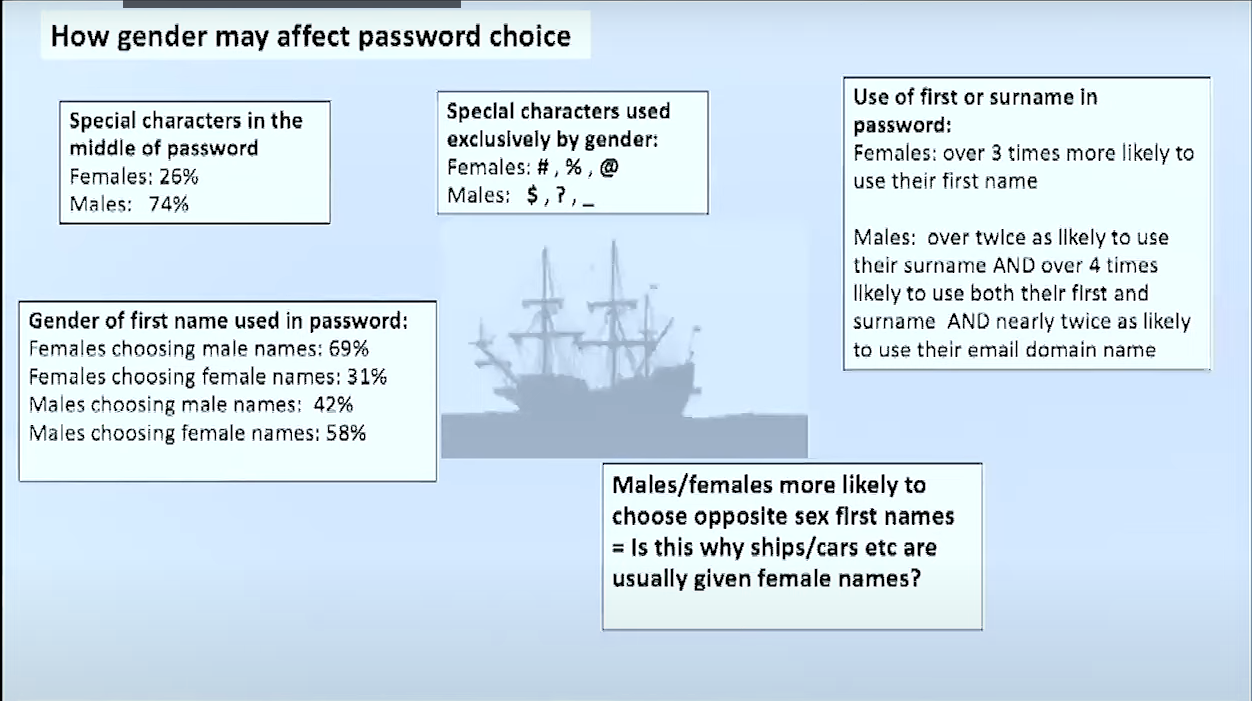 How gender may affect password choice
Special characters in the
middle of password
Females: 26%
Males: 74%
Special characters used
exclusively by gender:
Females: # , % , @
Males: $ , ? , _
Use of first or surname in
password:
Females: over 3 times more likely to
use their first name
Males: over twice as likely to use
their surname AND over 4 times
likely to use both their first and
surname AND nearly twice as likely
to use their email domain name
Gender of first name used in password:
Females choosing male names: 69%
Females choosing female names: 31%
Males choosing male names: 42%
Males choosing female names: 58%
Males/females more likely to
choose opposite sex first names
= Is this why ships/cars etc are
usually given female names?